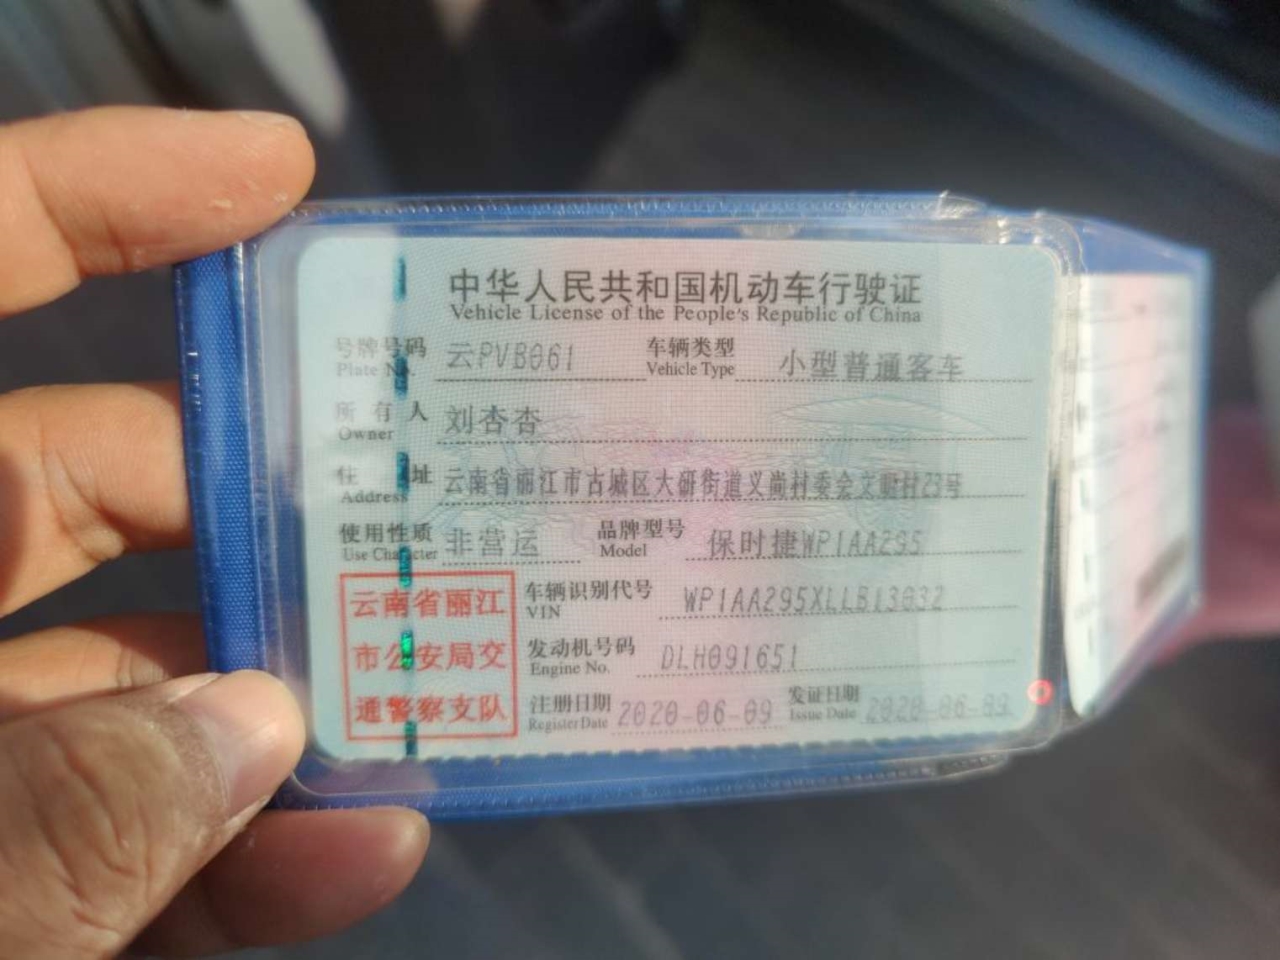 中华人民共和国机动车行驶证
Vehicle License of the People's Republic of China
号牌号码 云PVB061 车辆类型 小型普通客车
Plate No. Vehicle Type
所有人 刘杏杏
Owner
住址 云南省丽江市古城区大研街道义尚村委会文 村23号
Address
使用性质 非营运 品牌型号 保时捷WP1AA295
Use Character Model
云南省丽江 车辆识别代号 WP1AA295XLLB13032
VIN
市公安局交 发动机号码 DLH091651
Engine No.
通警察支队 注册日期 2020-06-09 发证日期 2020-06-09
Register Date Issue Date